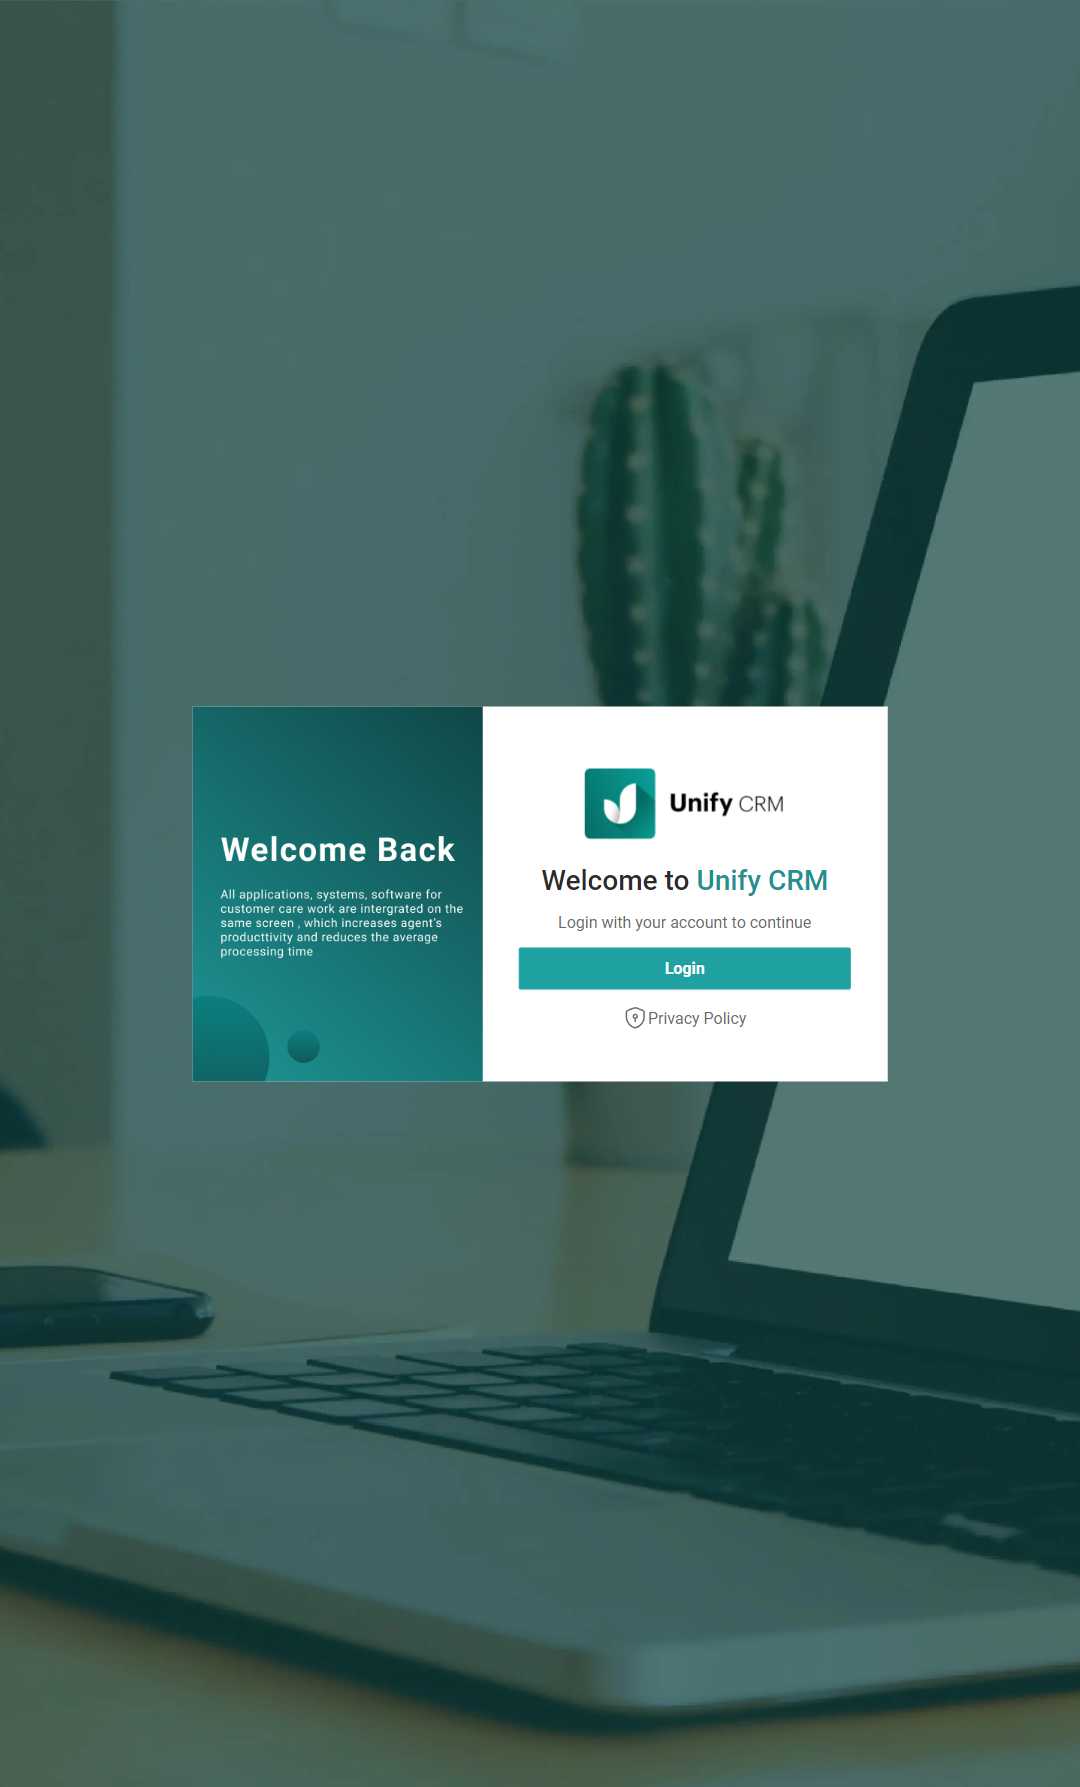 Welcome Back
All applications, systems, software for
customer care work are intergrated on the
same screen , which increases agent's
producttivity and reduces the average
processing time
Unify CRM
Welcome to Unify CRM
Login with your account to continue
Login
Privacy Policy